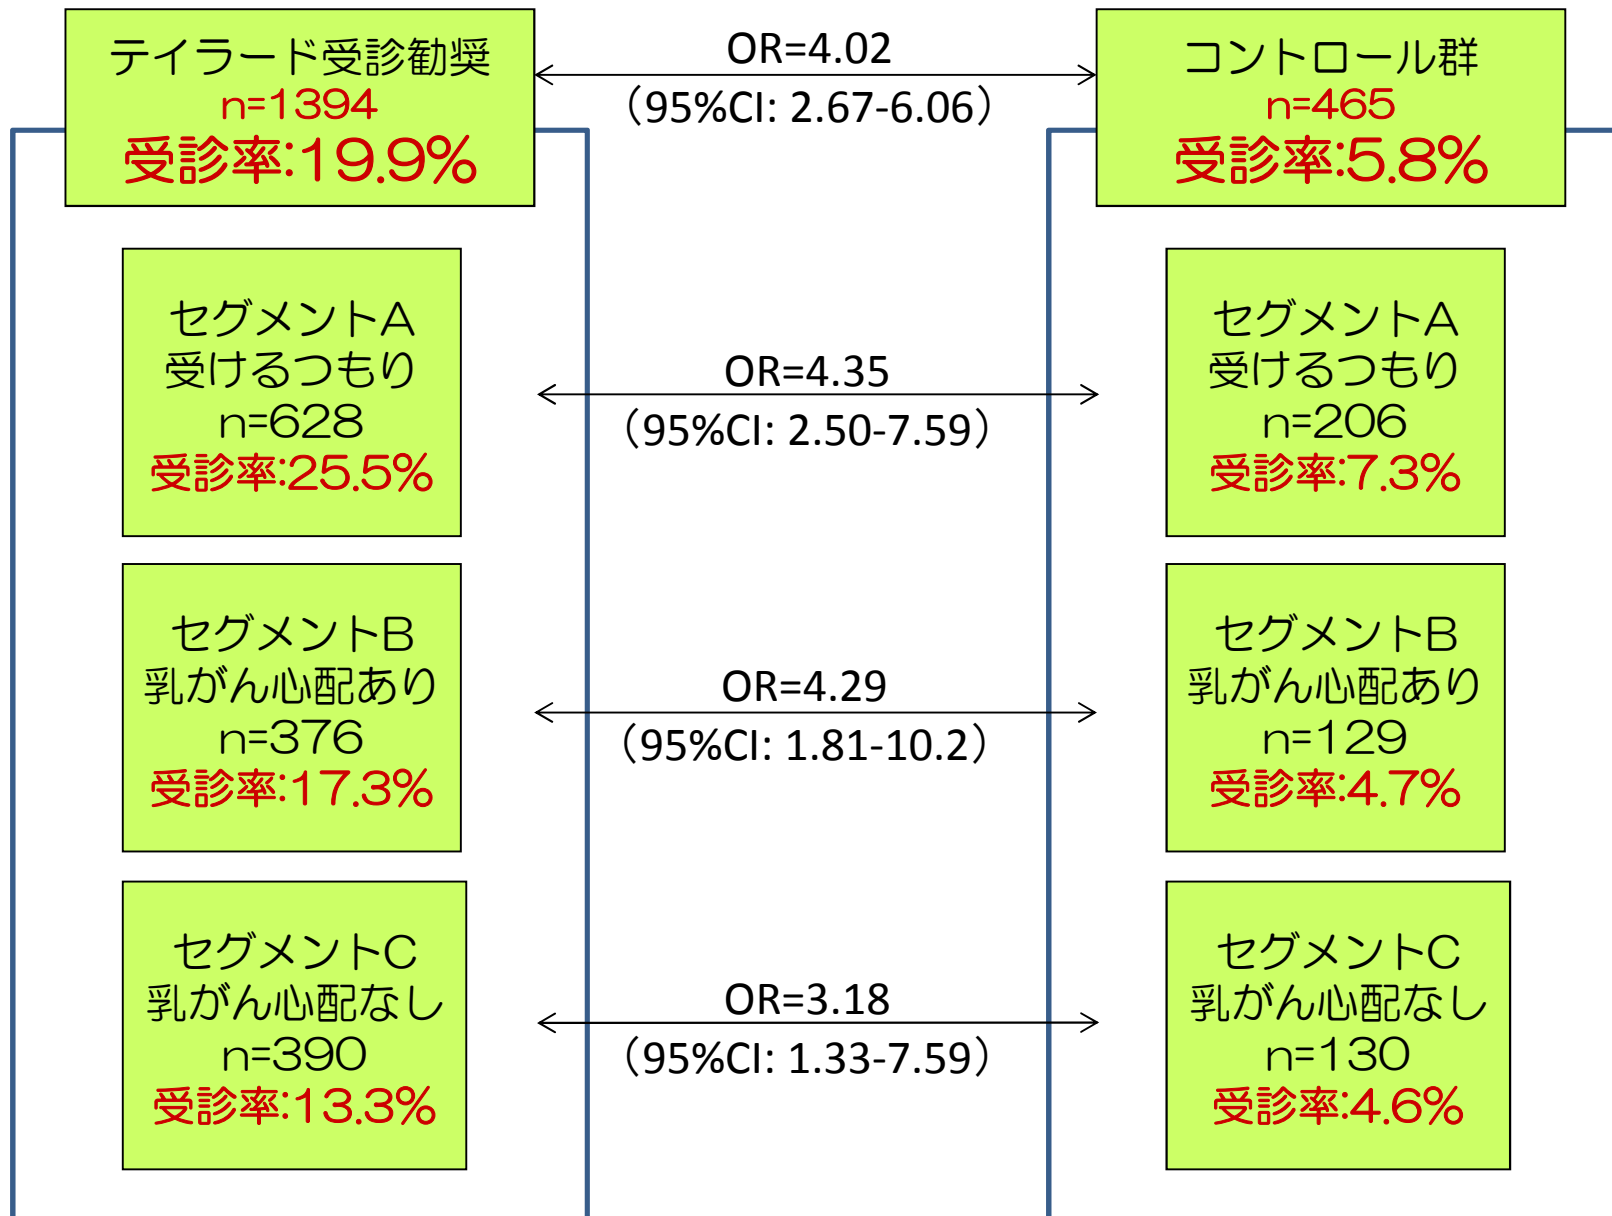 テイラード受診勧奨
n=1394
受診率:19.9%
OR=4.02
（95%CI: 2.67-6.06）
コントロール群
n=465
受診率:5.8%
セグメントA
受けるつもり
n=628
受診率:25.5%
OR=4.35
（95%CI: 2.50-7.59）
セグメントA
受けるつもり
n=206
受診率:7.3%
セグメントB
乳がん心配あり
n=376
受診率:17.3%
OR=4.29
（95%CI: 1.81-10.2）
セグメントB
乳がん心配あり
n=129
受診率:4.7%
セグメントC
乳がん心配なし
n=390
受診率:13.3%
OR=3.18
（95%CI: 1.33-7.59）
セグメントC
乳がん心配なし
n=130
受診率:4.6%